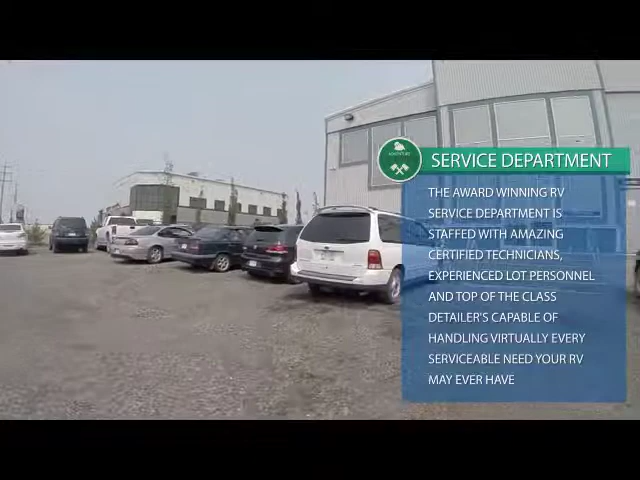 SERVICE DEPARTMENT
THE AWARD WINNING RV
SERVICE DEPARTMENT IS
STAFFED WITH AMAZING
CERTIFIED TECHNICIANS,
EXPERIENCED LOT PERSONNEL
AND TOP OF THE CLASS
DETAILER'S CAPABLE OF
HANDLING VIRTUALLY EVERY
SERVICEABLE NEED YOUR RV
MAY EVER HAVE